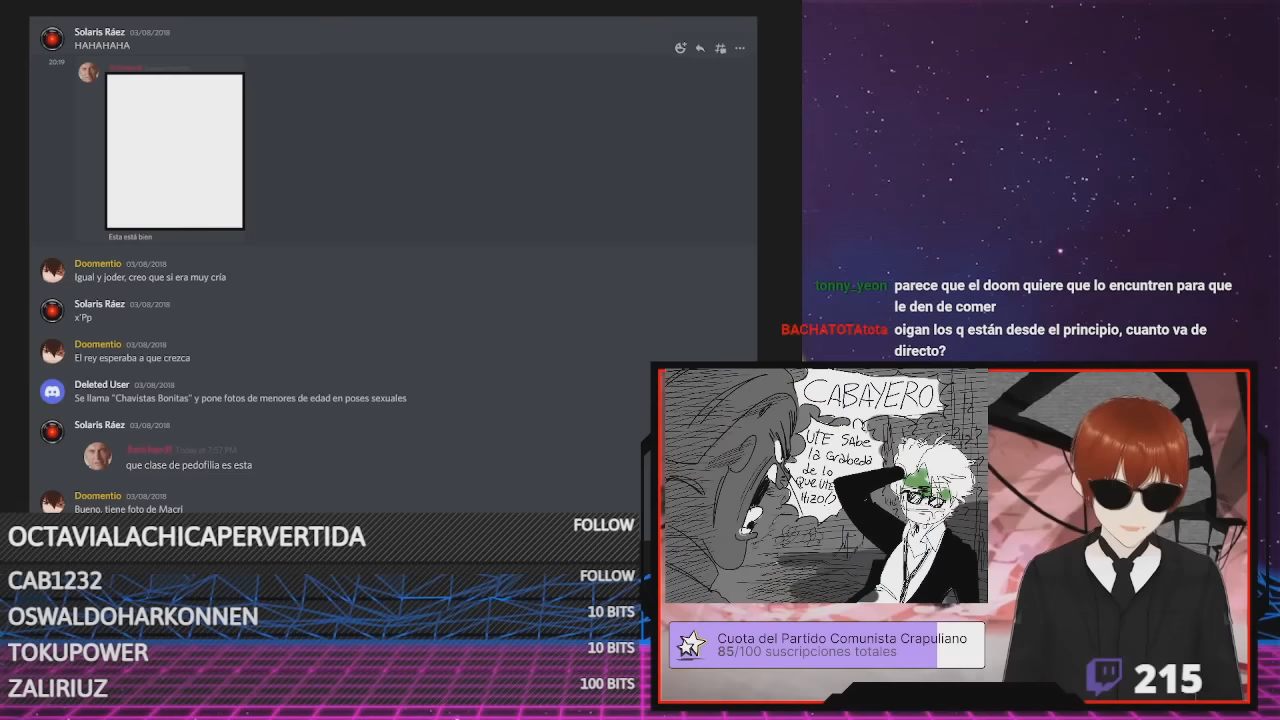 Solaris Ráez 03/08/2018
HAHAHAHA
20:19
Esta está bien
Doomentio 03/08/2018
Igual y joder, creo que si era muy cría
Solaris Ráez 03/08/2018
x'Pp
Doomentio 03/08/2018
El rey esperaba a que crezca
Deleted User 03/08/2018
Se llama "Chavistas Bonitas" y pone fotos de menores de edad en poses sexuales
Solaris Ráez 03/08/2018
Today at 7:57 PM
que clase de pedofilia es esta
Doomentio 03/08/2018
Bueno, tiene foto de Macri
tonny_yeon parece que el doom quiere que lo encuntren para que
le den de comer
BACHATOTAtota oigan los q están desde el principio, cuanto va de
directo?
CABAYERO
UTE SABE
la Grabeda
de lo
que uste
Hizo?
OCTAVIALACHICAPERVERTIDA FOLLOW
CAB1232 FOLLOW
OSWALDOHARKONNEN 10 BITS
TOKUPOWER 10 BITS
ZALIRIUZ 100 BITS
Cuota del Partido Comunista Crapuliano
85/100 suscripciones totales
215